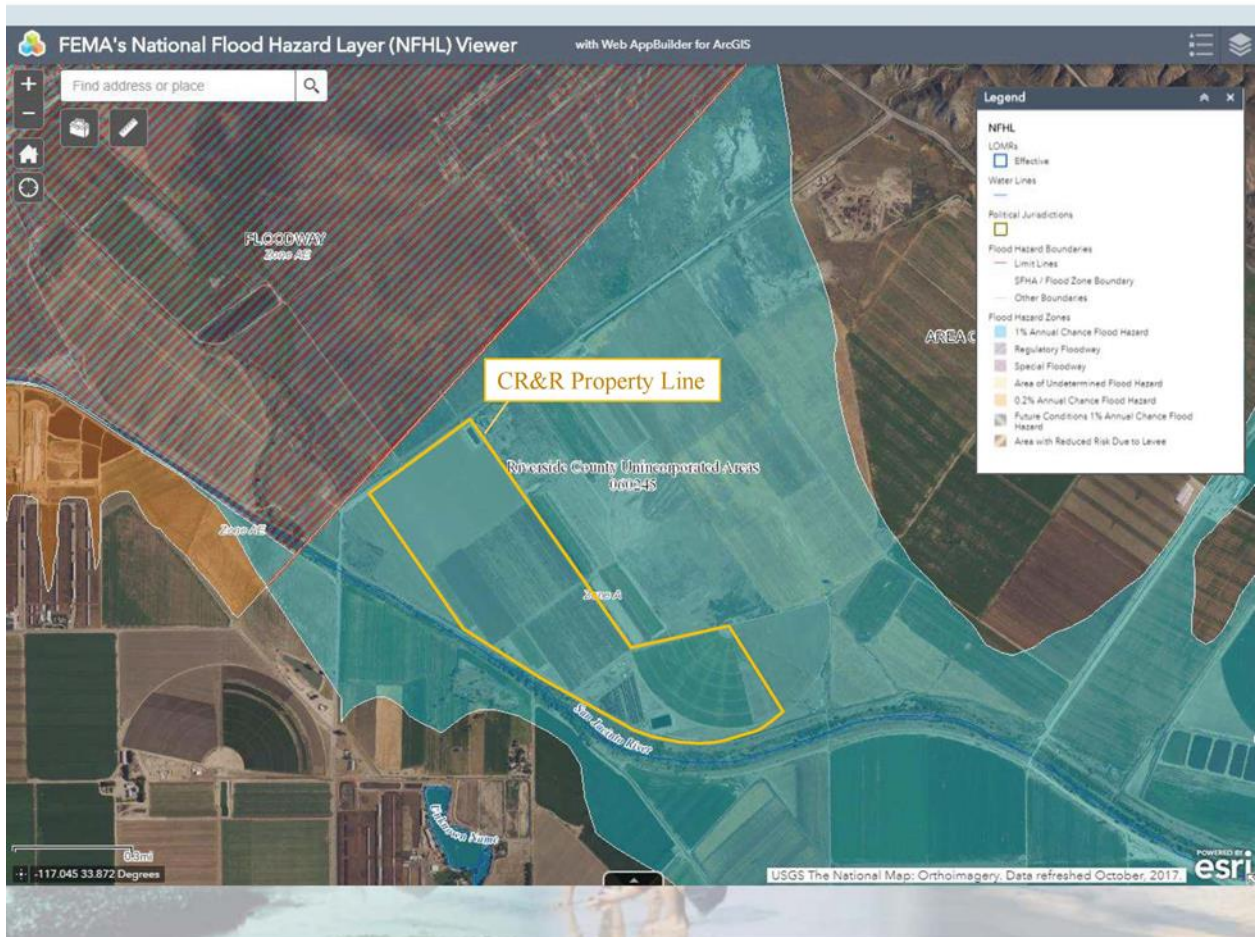 FEMA's National Flood Hazard Layer (NFHL) Viewer
with Web AppBuilder for ArcGIS
Find address or place
Legend
NFHL
LOMRs
Effective
Water Lines
Political Jurisdictions
Flood Hazard Boundaries
Limit Lines
SFHA / Flood Zone Boundary
Other Boundaries
Flood Hazard Zones
1% Annual Chance Flood Hazard
Regulatory Floodway
Special Floodway
Area of Undetermined Flood Hazard
0.2% Annual Chance Flood Hazard
Future Conditions 1% Annual Chance Flood
Hazard
Area with Reduced Risk Due to Levee
FLOODWAY
Zone AE
AREA O
CR&R Property Line
Riverside County Unincorporated Areas
060245
Zone AE
Zone A
San Jacinto River
Unknown Name
0.3mi
-117.045 33.872 Degrees
USGS The National Map: Orthoimagery. Data refreshed October, 2017.
POWERED BY
esri